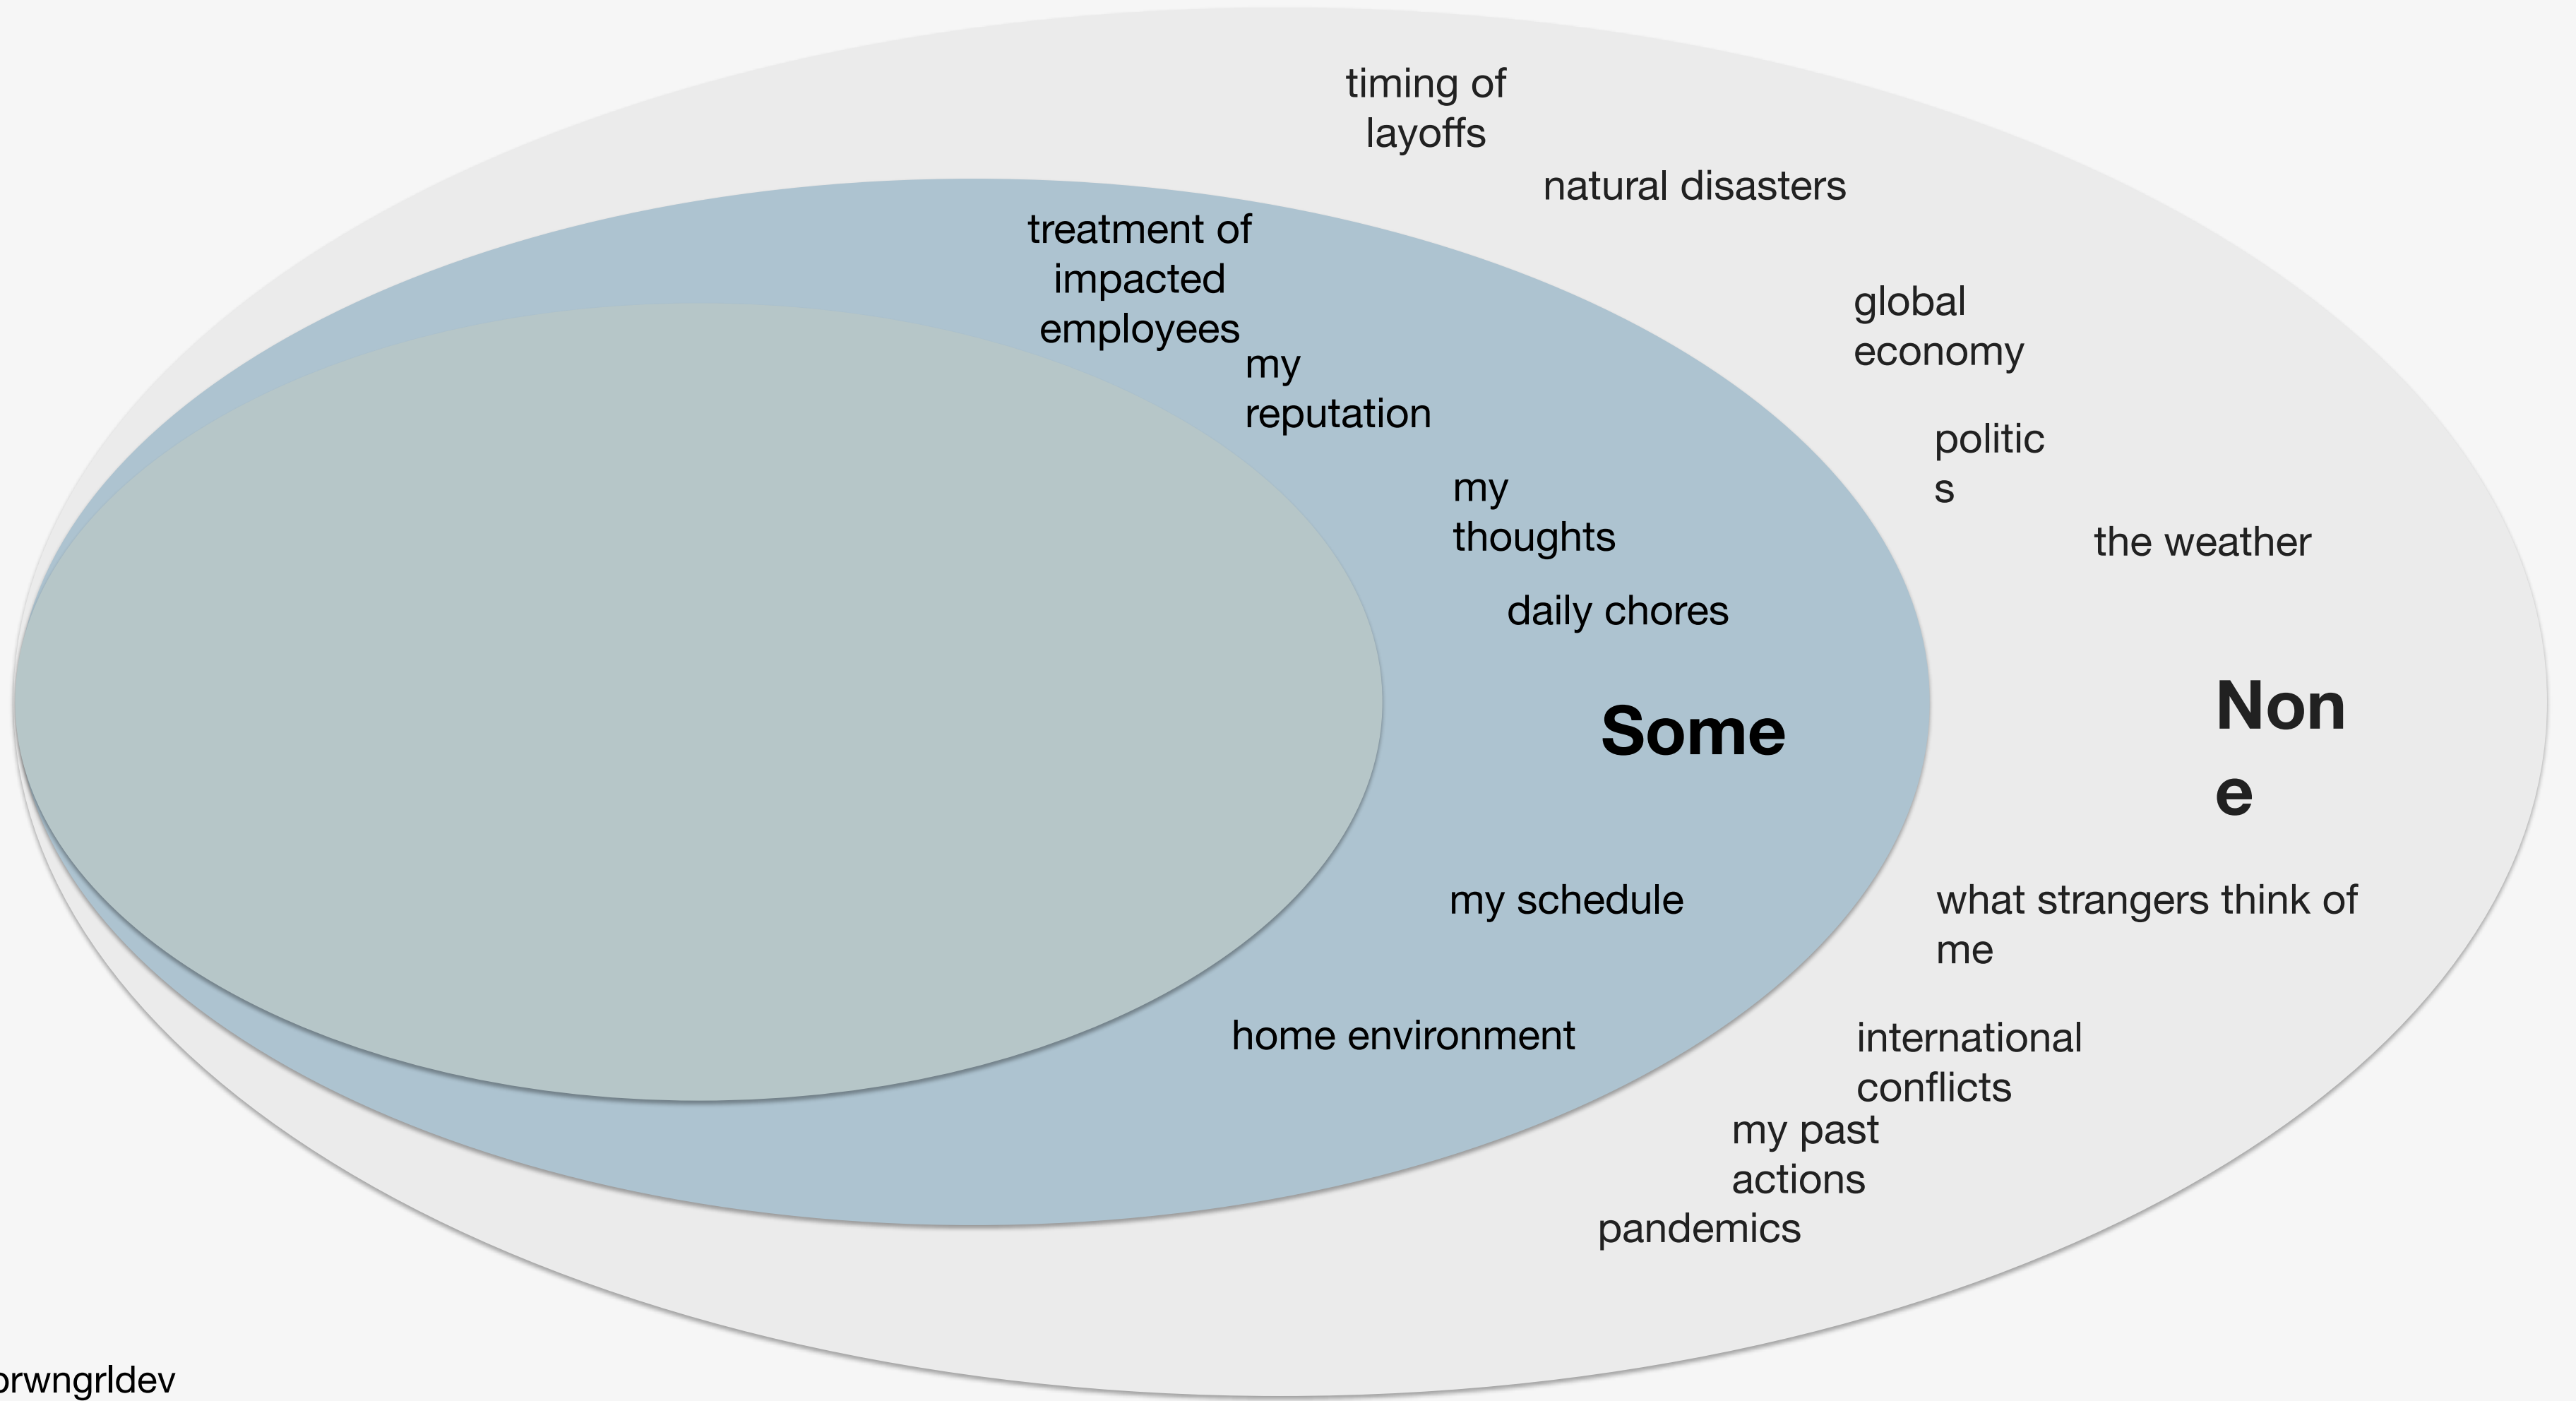 timing of
layoffs
natural disasters
treatment of
impacted
employees
global
economy
my
reputation
politic
s
my
thoughts
the weather
daily chores
Some
Non
e
my schedule
what strangers think of
me
home environment
international
conflicts
my past
actions
pandemics
orwngrldev